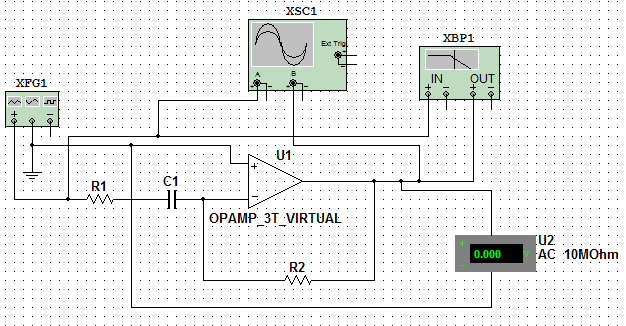 XSC1
Ext Trig
A B
XBP1
IN OUT
XFG1
U1
R1
C1
OPAMP_3T_VIRTUAL
R2
0.000
U2
AC 10MOhm